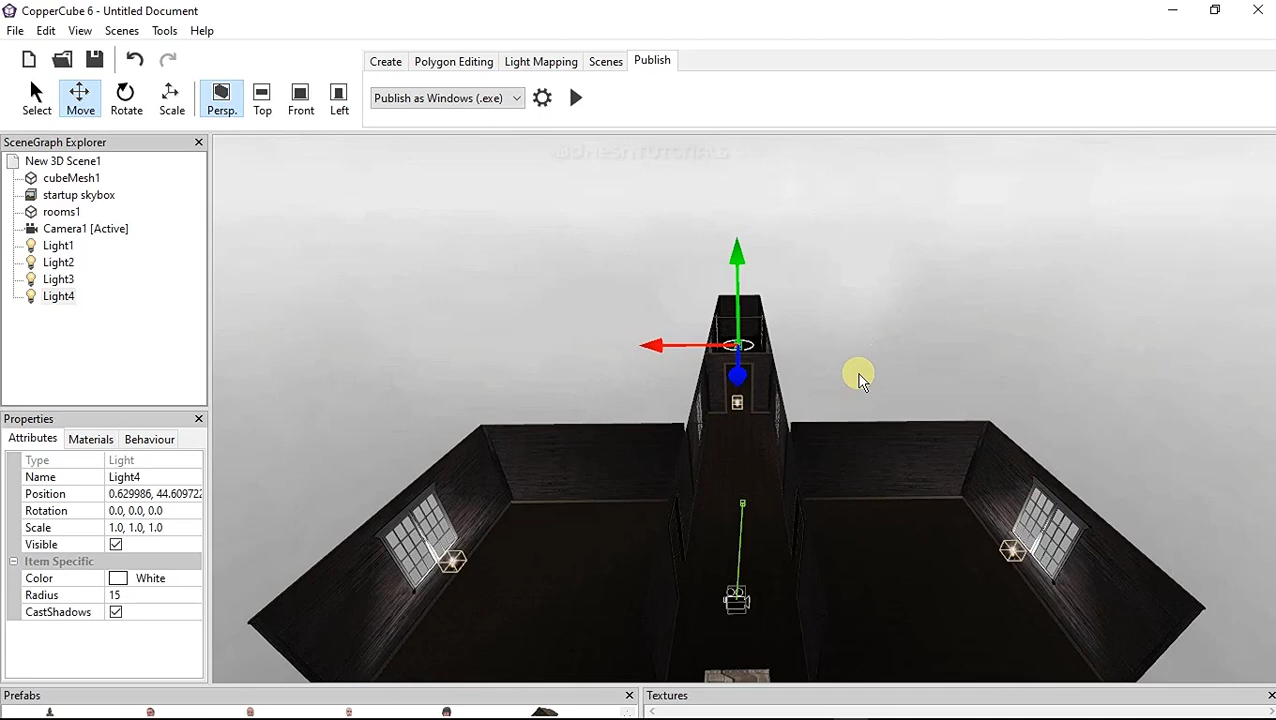 CopperCube 6 - Untitled Document
File Edit View Scenes Tools Help
Create Polygon Editing Light Mapping Scenes Publish
Select Move Rotate Scale Persp. Top Front Left
Publish as Windows (.exe)
SceneGraph Explorer
New 3D Scene1
cubeMesh1
startup skybox
rooms1
Camera1 [Active]
Light1
Light2
Light3
Light4
Properties
Attributes Materials Behaviour
Type Light
Name Light4
Position 0.629986, 44.609722
Rotation 0.0, 0.0, 0.0
Scale 1.0, 1.0, 1.0
Visible
Item Specific
Color White
Radius 15
CastShadows
Prefabs
Textures